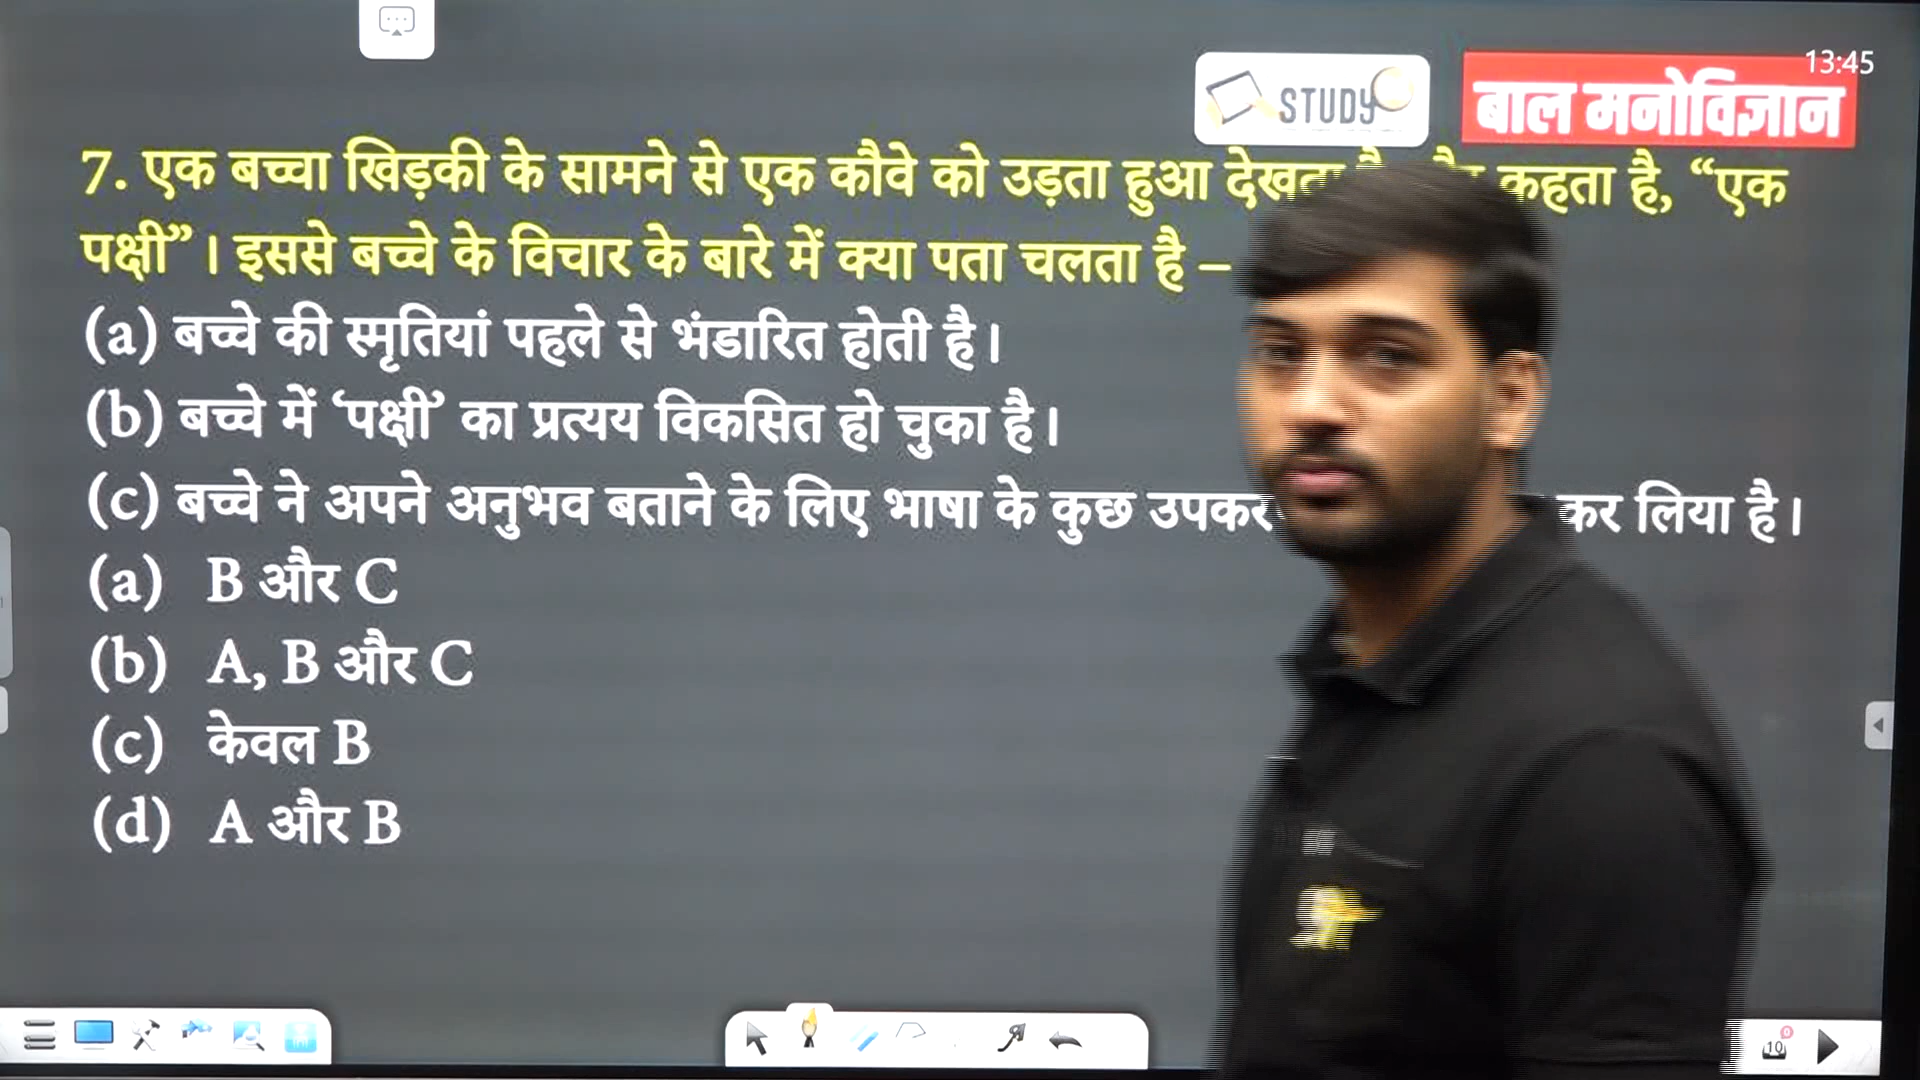 13:45
STUDY
बाल मनोविज्ञान
7. एक बच्चा खिड़की के सामने से एक कौवे को उड़ता हुआ कहता है, “एक
पक्षी”। इससे बच्चे के विचार के बारे में क्या पता चलता है –
(a) बच्चे की स्मृतियां पहले से भंडारित होती है।
(b) बच्चे में ‘पक्षी’ का प्रत्यय विकसित हो चुका है।
(c) बच्चे ने अपने अनुभव बताने के लिए भाषा के कुछ कर लिया है।
(a) B और C
(b) A, B और C
(c) केवल B
(d) A और B
10